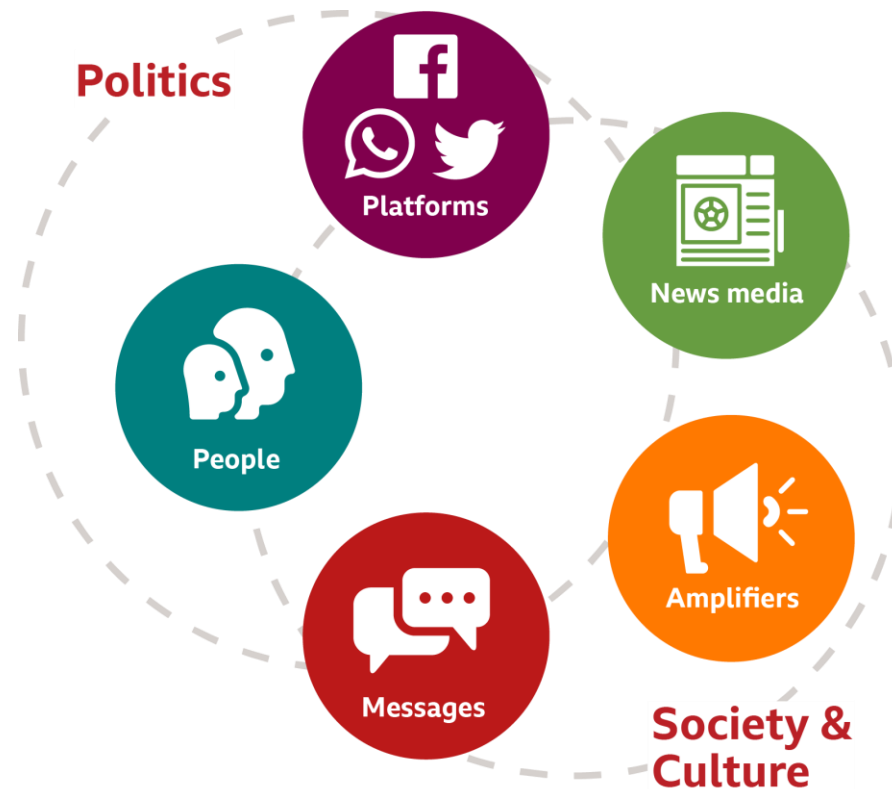 Politics
Platforms
News media
People
Amplifiers
Messages
Society &
Culture